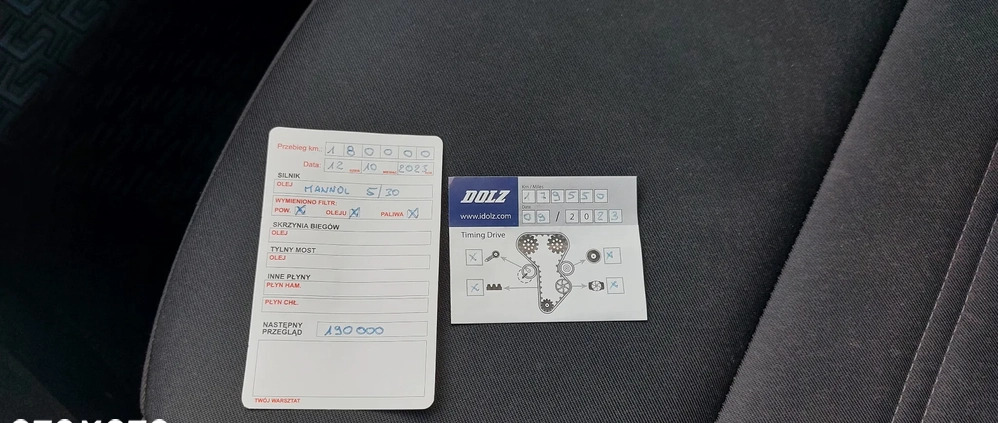 Przebieg km. 180000
Data: 12 10 2023
SILNIK
OLEJ MANNOL 5/30
WYMIENIONO FILTR:
POW. X OLEJU X PALIWA X
SKRZYNIA BIEGÓW
OLEJ
TYLNY MOST
OLEJ
INNE PŁYNY
PŁYN HAM.
PŁYN CHŁ.
NASTĘPNY PRZEGLĄD 190000
TWÓJ WARSZTAT
DOLZ
www.idolz.com
Km / Miles
179550
Date
09/2023
Timing Drive
X X
X X
OTOMOTO